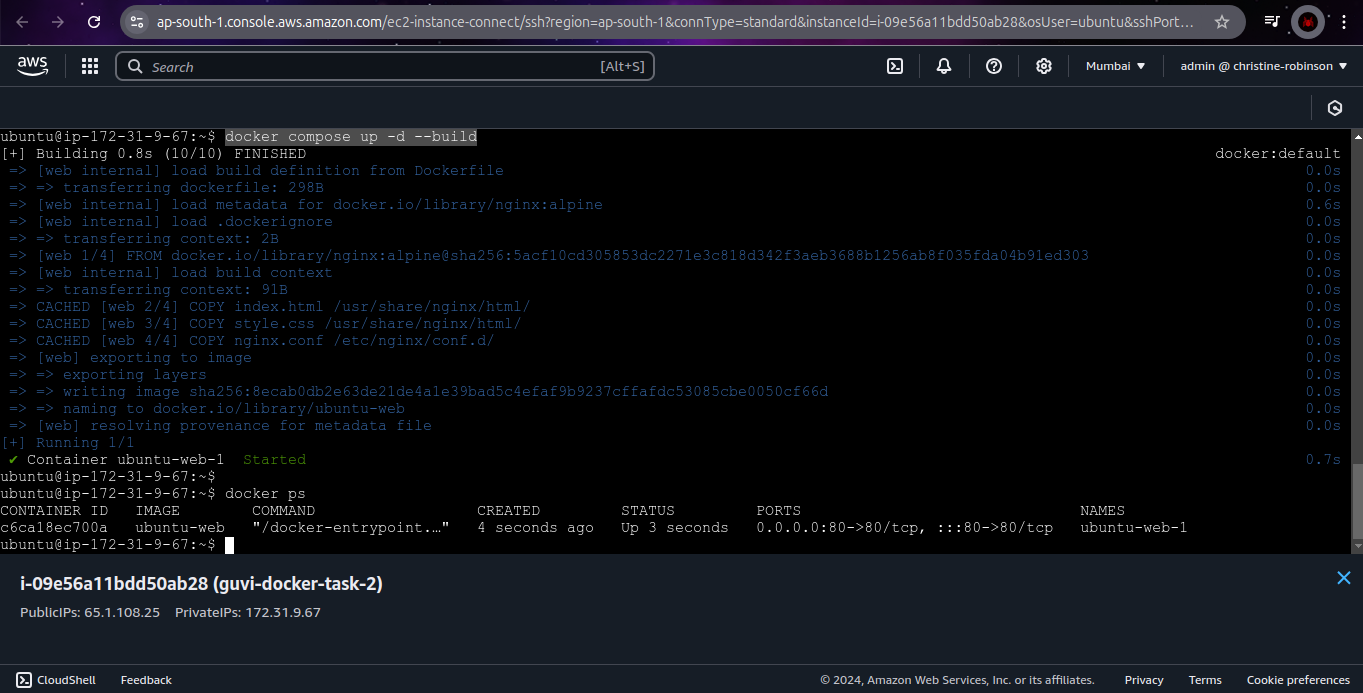 ap-south-1.console.aws.amazon.com/ec2-instance-connect/ssh?region=ap-south-1&connType=standard&instanceId=i-09e56a11bdd50ab28&osUser=ubuntu&sshPort...
aws Search [Alt+S] Mumbai admin @ christine-robinson
ubuntu@ip-172-31-9-67:~$ docker compose up -d --build
[+] Building 0.8s (10/10) FINISHED docker:default
=> [web internal] load build definition from Dockerfile 0.0s
=> => transferring dockerfile: 298B 0.0s
=> [web internal] load metadata for docker.io/library/nginx:alpine 0.6s
=> [web internal] load .dockerignore 0.0s
=> => transferring context: 2B 0.0s
=> [web 1/4] FROM docker.io/library/nginx:alpine@sha256:5acf10cd305853dc2271e3c818d342f3aeb3688b1256ab8f035fda04b91ed303 0.0s
=> [web internal] load build context 0.0s
=> => transferring context: 91B 0.0s
=> CACHED [web 2/4] COPY index.html /usr/share/nginx/html/ 0.0s
=> CACHED [web 3/4] COPY style.css /usr/share/nginx/html/ 0.0s
=> CACHED [web 4/4] COPY nginx.conf /etc/nginx/conf.d/ 0.0s
=> [web] exporting to image 0.0s
=> => exporting layers 0.0s
=> => writing image sha256:8ecab0db2e63de21de4a1e39bad5c4efaf9b9237cffafdc53085cbe0050cf66d 0.0s
=> => naming to docker.io/library/ubuntu-web 0.0s
=> [web] resolving provenance for metadata file 0.0s
[+] Running 1/1
✔ Container ubuntu-web-1 Started 0.7s
ubuntu@ip-172-31-9-67:~$
ubuntu@ip-172-31-9-67:~$ docker ps
CONTAINER ID IMAGE COMMAND CREATED STATUS PORTS NAMES
c6ca18ec700a ubuntu-web "/docker-entrypoint.…" 4 seconds ago Up 3 seconds 0.0.0.0:80->80/tcp, :::80->80/tcp ubuntu-web-1
ubuntu@ip-172-31-9-67:~$
i-09e56a11bdd50ab28 (guvi-docker-task-2)
PublicIPs: 65.1.108.25 PrivateIPs: 172.31.9.67
CloudShell Feedback © 2024, Amazon Web Services, Inc. or its affiliates. Privacy Terms Cookie preferences